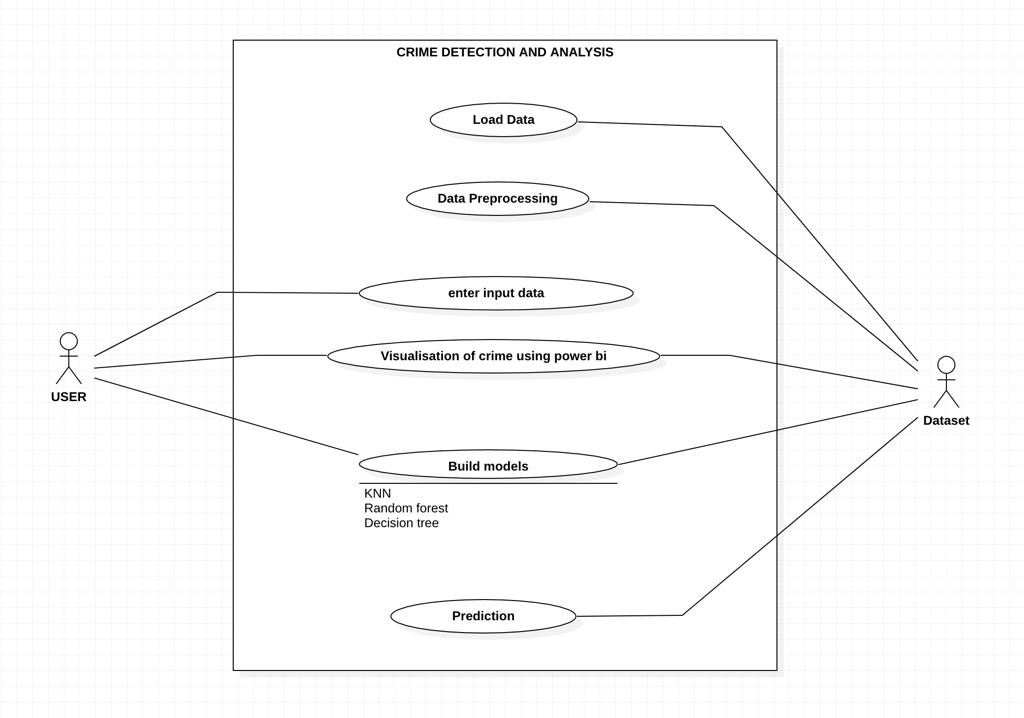 CRIME DETECTION AND ANALYSIS
Load Data
Data Preprocessing
enter input data
Visualisation of crime using power bi
USER
Dataset
Build models
KNN
Random forest
Decision tree
Prediction